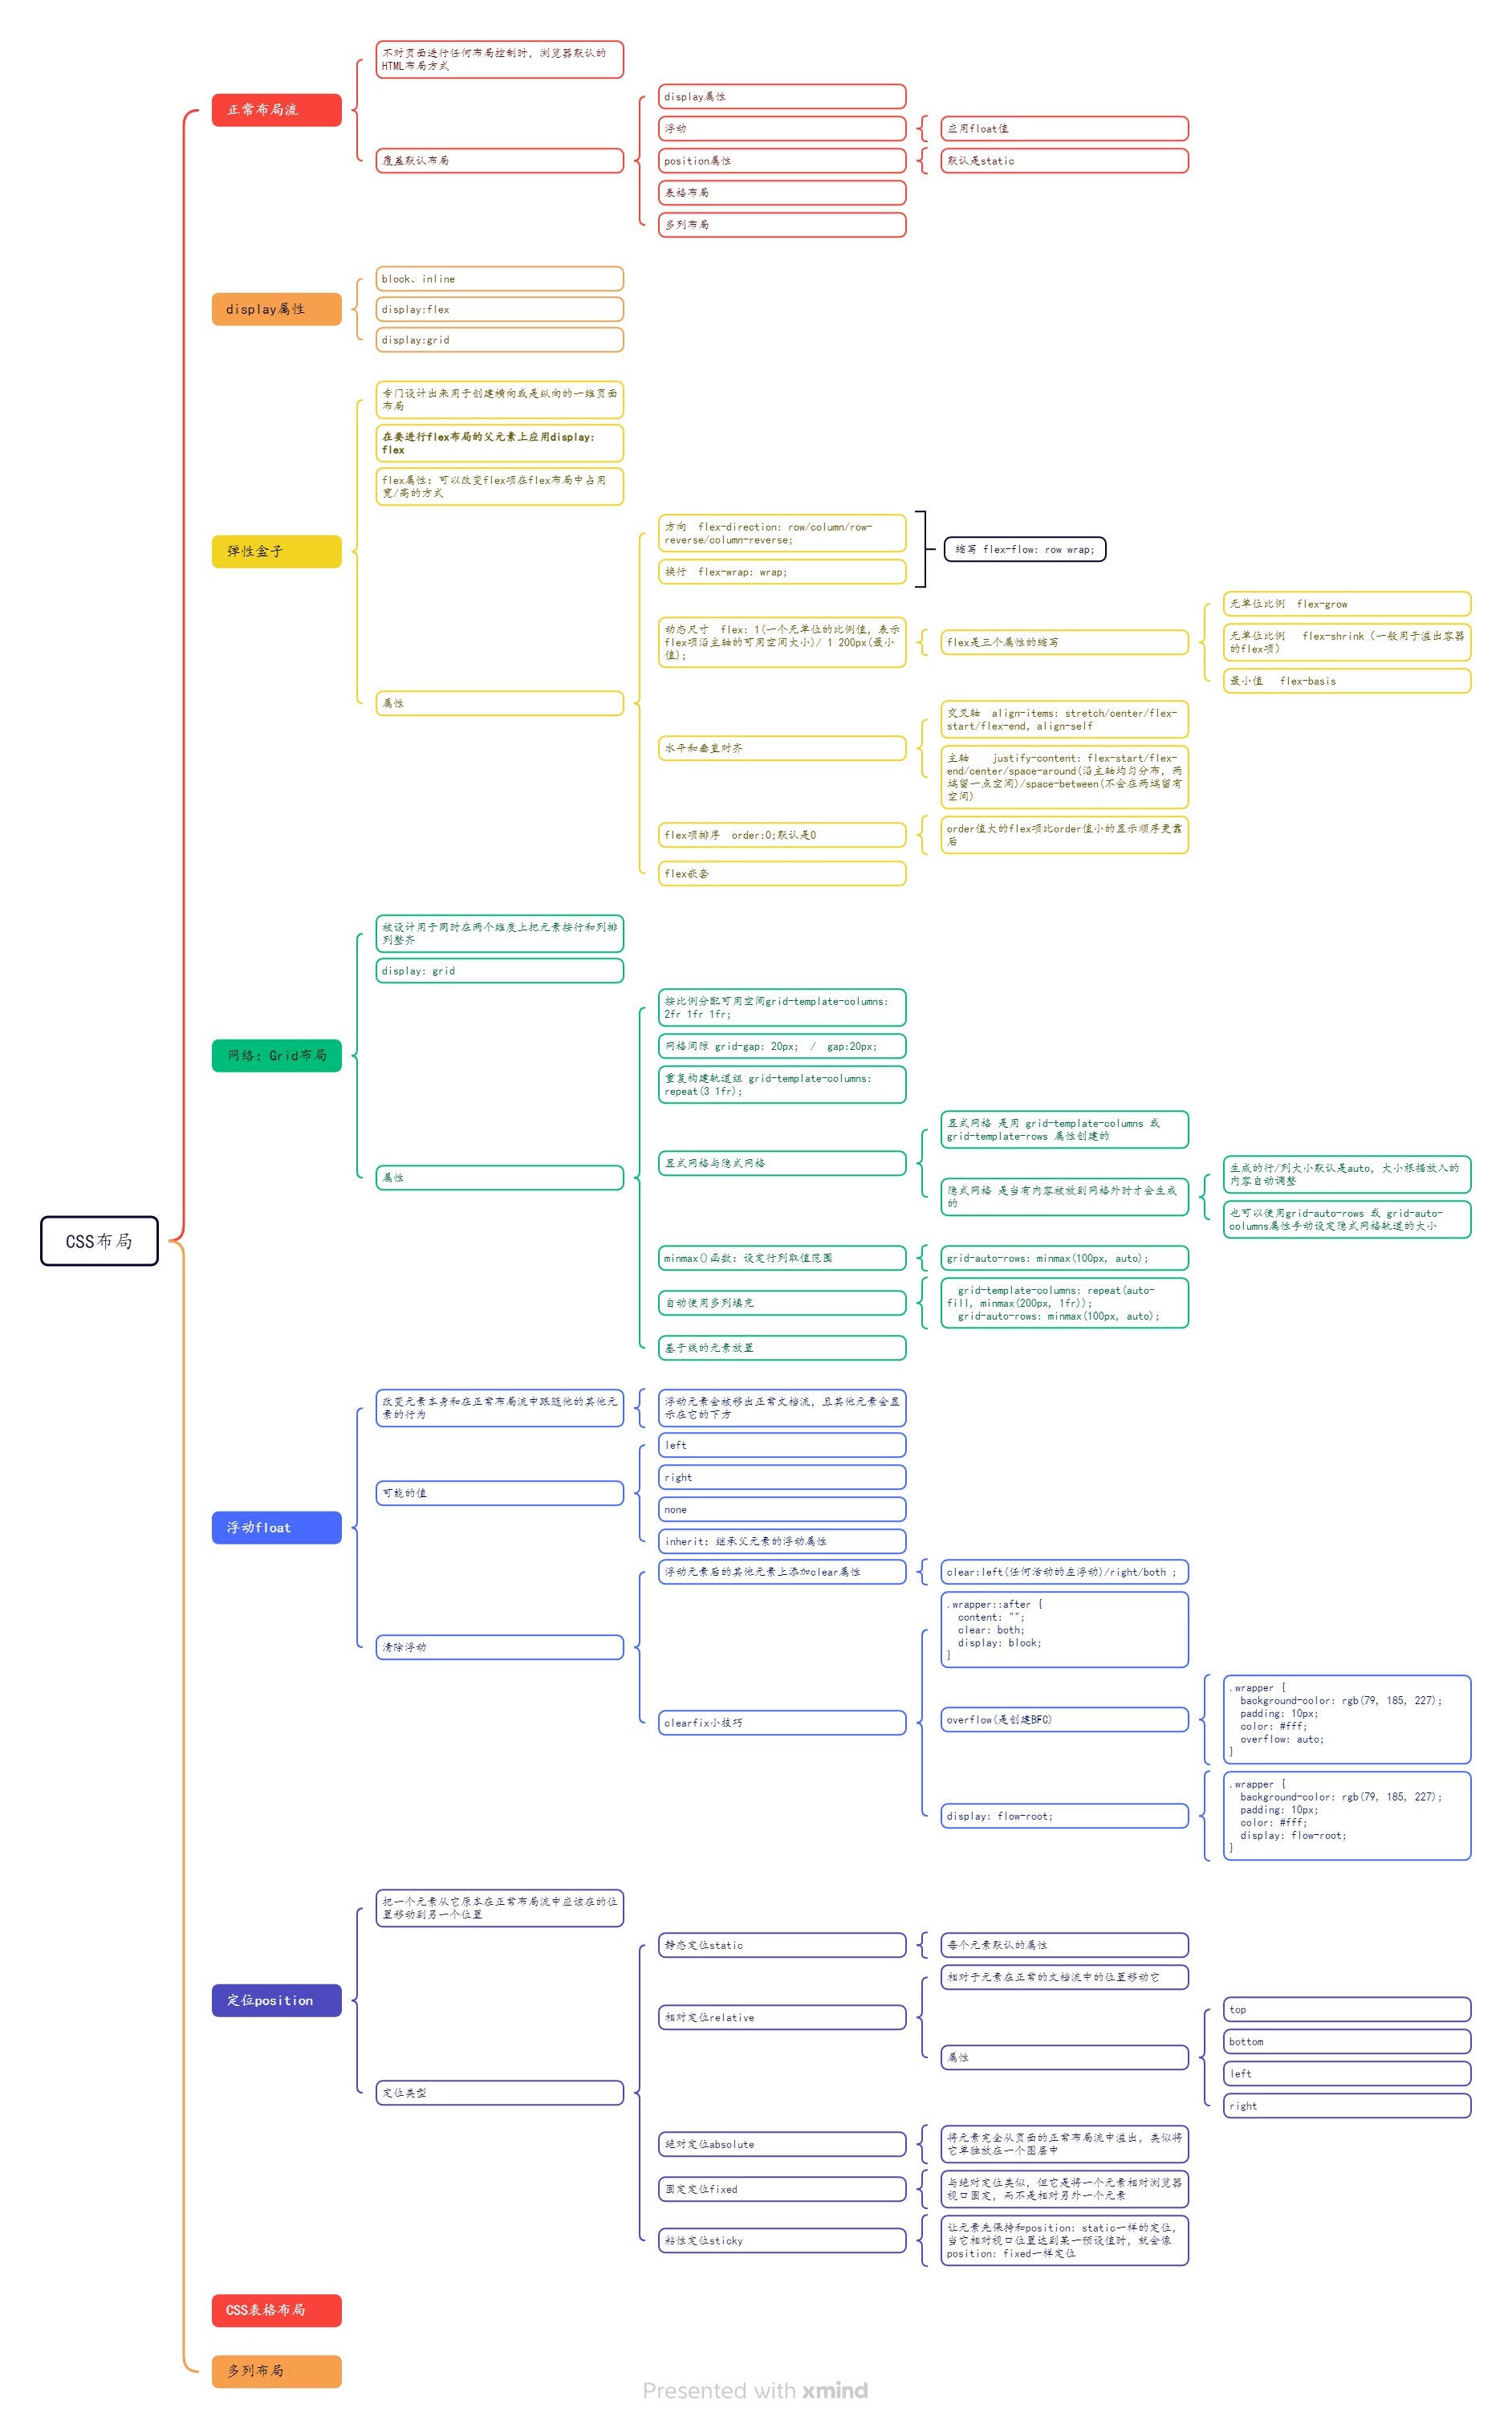 CSS布局
正常布局流
不对页面进行任何布局控制时，浏览器默认的
HTML布局方式
覆盖默认布局
display属性
浮动
应用float值
position属性
默认是static
表格布局
多列布局
display属性
block、inline
display:flex
display:grid
弹性盒子
专门设计出来用于创建横向或是纵向的一维页面
布局
在要进行flex布局的父元素上应用display:
flex
flex属性：可以改变flex项在flex布局中占用
宽/高的方式
属性
方向  flex-direction: row/column/row-
reverse/column-reverse;
换行  flex-wrap: wrap;
缩写 flex-flow: row wrap;
动态尺寸  flex: 1(一个无单位的比例值，表示
flex项沿主轴的可用空间大小)/ 1 200px(最小
值);
flex是三个属性的缩写
无单位比例  flex-grow
无单位比例   flex-shrink（一般用于溢出容器
的flex项）
最小值   flex-basis
水平和垂直对齐
交叉轴  align-items: stretch/center/flex-
start/flex-end, align-self
主轴    justify-content: flex-start/flex-
end/center/space-around(沿主轴均匀分布，两
端留一点空间)/space-between(不会在两端留有
空间)
flex项排序  order:0;默认是0
order值大的flex项比order值小的显示顺序更靠
后
flex嵌套
网络：Grid布局
被设计用于同时在两个维度上把元素按行和列排
列整齐
display: grid
属性
按比例分配可用空间grid-template-columns:
2fr 1fr 1fr;
网格间隙 grid-gap: 20px;  /  gap:20px;
重复构建轨道组 grid-template-columns:
repeat(3 1fr);
显式网格与隐式网格
显式网格 是用 grid-template-columns 或
grid-template-rows 属性创建的
隐式网格 是当有内容被放到网格外时才会生成
的
生成的行/列大小默认是auto，大小根据放入的
内容自动调整
也可以使用grid-auto-rows 或 grid-auto-
columns属性手动设定隐式网格轨道的大小
minmax()函数：设定行列取值范围
grid-auto-rows: minmax(100px, auto);
自动使用多列填充
grid-template-columns: repeat(auto-
fill, minmax(200px, 1fr));
grid-auto-rows: minmax(100px, auto);
基于线的元素放置
浮动float
改变元素本身和在正常布局流中跟随他的其他元
素的行为
浮动元素会被移出正常文档流，且其他元素会显
示在它的下方
可能的值
left
right
none
inherit：继承父元素的浮动属性
清除浮动
浮动元素后的其他元素上添加clear属性
clear:left(任何活动的左浮动)/right/both ;
clearfix小技巧
.wrapper::after {
content: "";
clear: both;
display: block;
}
overflow(是创建BFC)
.wrapper {
background-color: rgb(79, 185, 227);
padding: 10px;
color: #fff;
overflow: auto;
}
display: flow-root;
.wrapper {
background-color: rgb(79, 185, 227);
padding: 10px;
color: #fff;
display: flow-root;
}
定位position
把一个元素从它原本在正常布局流中应该在的位
置移动到另一个位置
定位类型
静态定位static
每个元素默认的属性
相对定位relative
相对于元素在正常的文档流中的位置移动它
属性
top
bottom
left
right
绝对定位absolute
将元素完全从页面的正常布局流中溢出，类似将
它单独放在一个图层中
固定定位fixed
与绝对定位类似，但它是将一个元素相对浏览器
视口固定，而不是相对另外一个元素
粘性定位sticky
让元素先保持和position: static一样的定位，
当它相对视口位置达到某一预设值时，就会像
position: fixed一样定位
CSS表格布局
多列布局
Presented with xmind